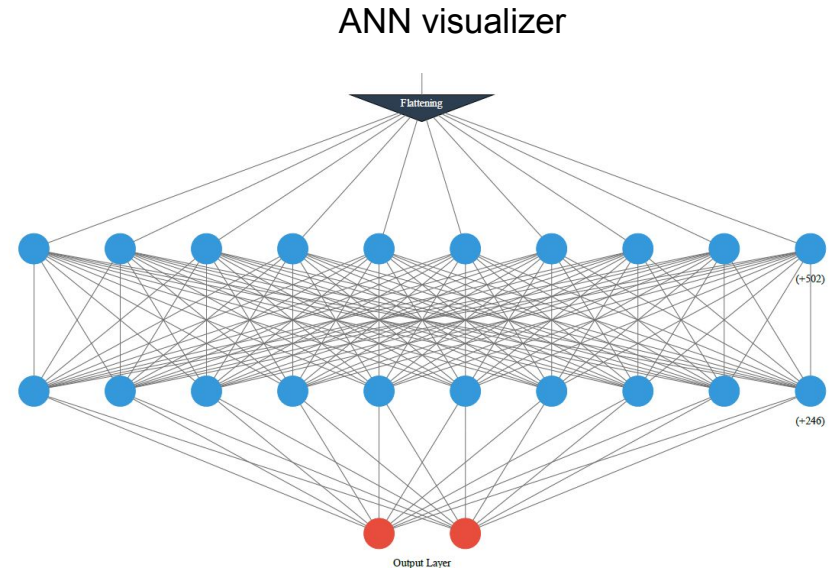 ANN visualizer
Flattening
(+502)
(+246)
Output Layer